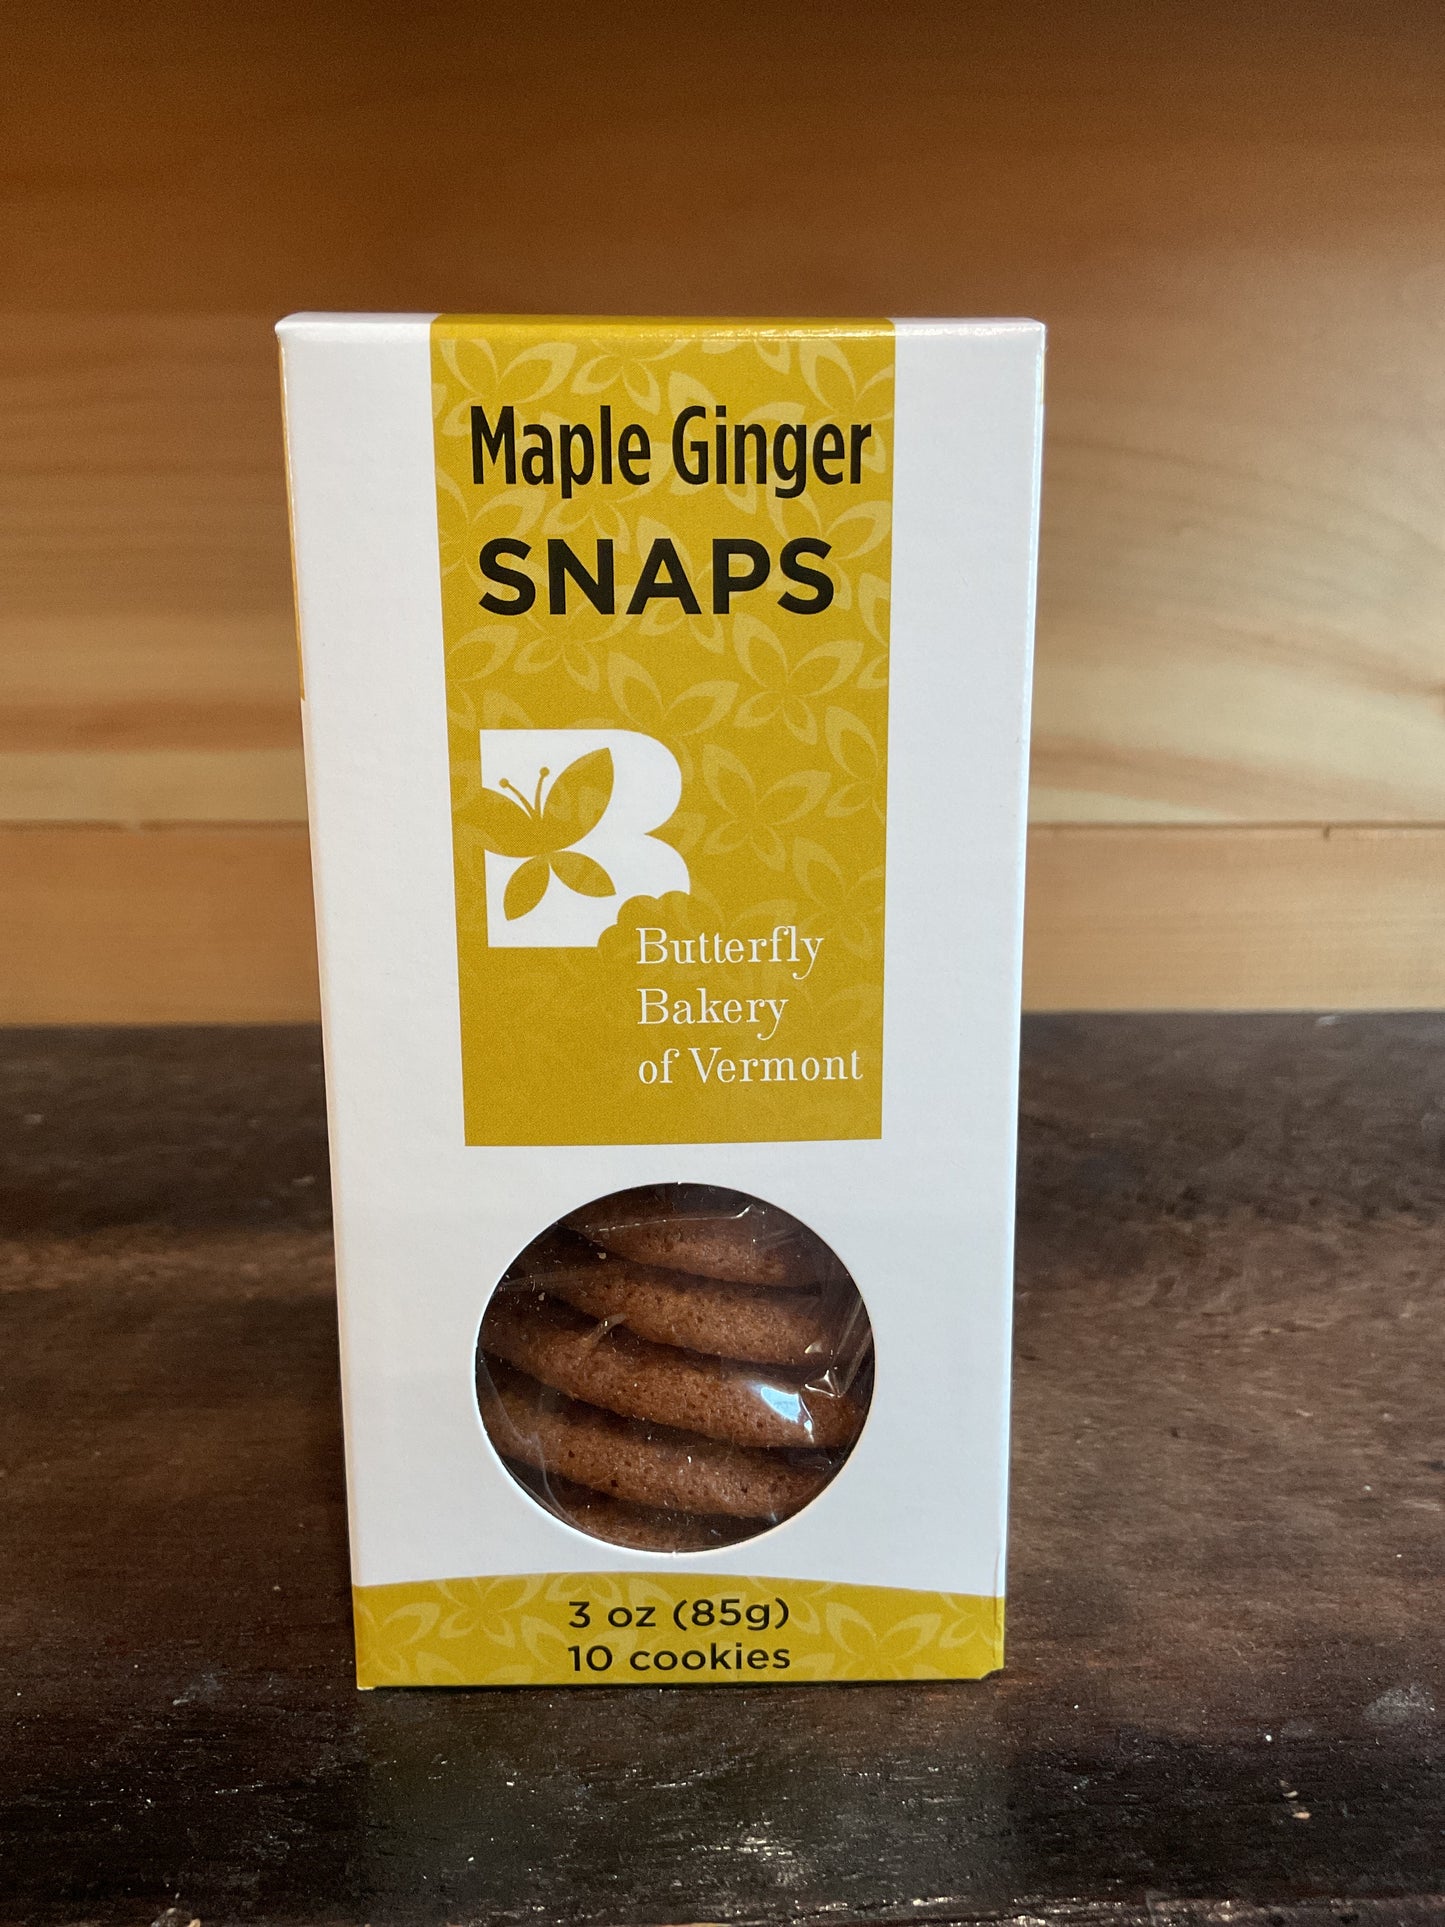 Maple Ginger
SNAPS
B
Butterfly
Bakery
of Vermont
3 oz (85g)
10 cookies